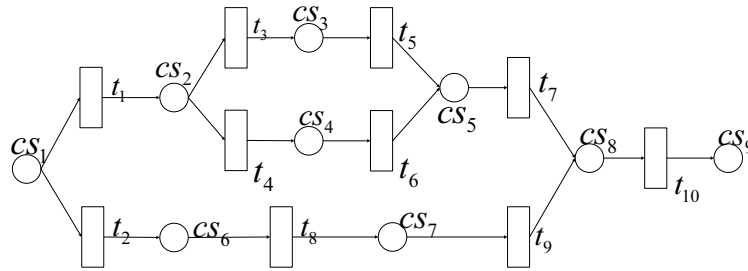 cs₃
t₃
t₅
cs₂
t₁
t₇
cs₄
cs₅
cs₁
cs₈
cs₉
t₄
t₆
t₁₀
t₂
cs₆
t₈
cs₇
t₉